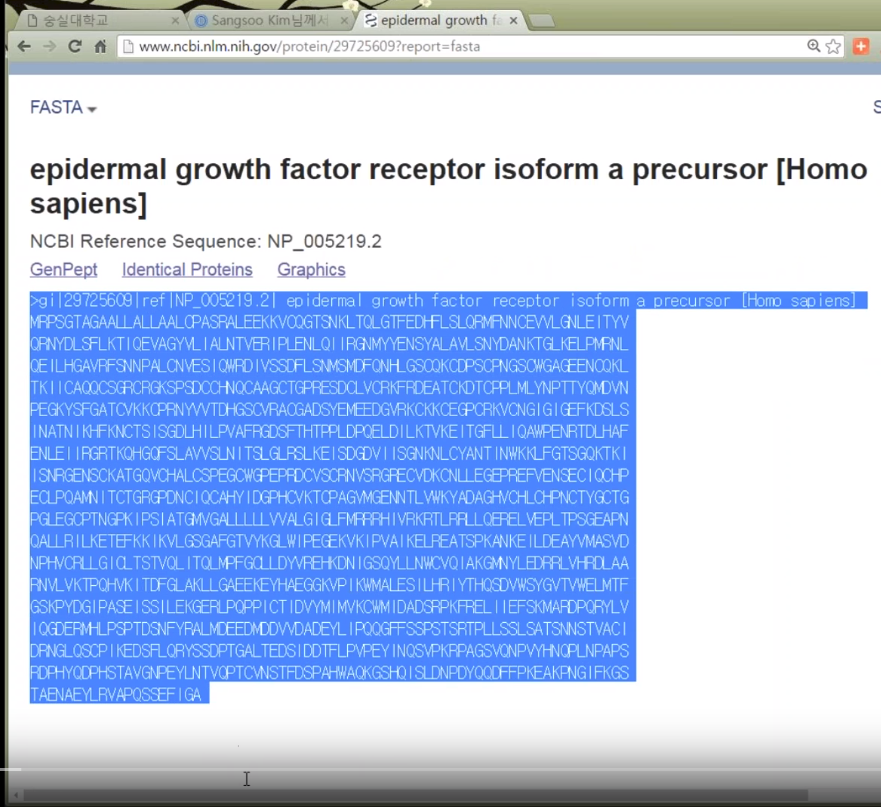 숭실대학교
Sangsoo Kim님께서
epidermal growth fa
www.ncbi.nlm.nih.gov/protein/29725609?report=fasta
FASTA
S
epidermal growth factor receptor isoform a precursor [Homo
sapiens]
NCBI Reference Sequence: NP_005219.2
GenPept Identical Proteins Graphics
>gi|29725609|ref|NP_005219.2| epidermal growth factor receptor isoform a precursor [Homo sapiens]
MRPSGTAGAALLALLAALCPASRALEEKKVCQGTSNKLTQLGTFEDHFLSLQRMFNNCEVVLGNLEITYV
QRNYDLSFLKTIQEVAGYVLIALNTVERIPLENLQIIRGNMYYENSYALAVLSNYDANKTGLKELPMRNL
QEILHGAVRFSNNPALCNVESIQWRDIVSSDFLSNMSMDFQNHLGSCQKCDPSCPNGSCWGAGEENCQKL
TKIICAQQCSGRCRGKSPSDCCHNQCAAGCTGPRESDCLVCRKFRDEATCKDTCPPLMLYNPTTYQMDVN
PEGKYSFGATCVKKCPRNYVVTDHGSCVRACGADSYEMEEDGVRKCKKCEGPCRKVCNGIGIGEFKDSLS
INATNIKHFKNCTSISGDLHILPVAFRGDSFTHTPPLDPQELDILKTVKEITGFLLIQAWPENRTDLHAF
ENLEIIRGRTKQHGQFSLAVVSLNITSLGLRSLKEISDGDVIISGNKNLCYANTINWKKLFGTSGQKTKI
ISNRGENSCKATGQVCHALCSPEGCWGPEPRDCVSCRNVSRGRECVDKCNLLEGEPREFVENSECIQCHP
ECLPQAMNITCTGRGPDNCIQCAHYIDGPHCVKTCPAGVMGENNTLVWKYADAGHVCHLCHPNCTYGCTG
PGLEGCPTNGPKIPSIATGMVGALLLLLVVALGIGLFMRRRHIVRKRTLRRLLQERELVEPLTPSGEAPN
QALLRILKETEFKKIKVLGSGAFGTVYKGLWIPEGEKVKIPVAIKELREATSPKANKEILDEAYVMASVD
NPHVCRLLGICLTSTVQLITQLMPFGCLLDYVREHKDNIGSQYLLNWCVQIAKGMNYLEDRRLVHRDLAA
RNVLVKTPQHVKITDFGLAKLLGAEEKEYHAEGGKVPIKWMALESILHRIYTHQSDVWSYGVTVWELMTF
GSKPYDGIPASEISSILEKGERLPQPPICTIDVYMIMVKCWMIDADSRPKFRELIIEFSKMARDPQRYLV
IQGDERMHLPSPTDSNFYRALMDEEDMDDVVDADEYLIPQQGFFSSPSTSRTPLLSSLSATSNNSTVACI
DRNGLQSCPIKEDSFLQRYSSDPTGALTEDSIDDTFLPVPEYINQSVPKRPAGSVQNPVYHNQPLNPAPS
RDPHYQDPHSTAVGNPEYLNTVQPTCVNSTFDSPAHWAQKGSHQISLDNPDYQQDFFPKEAKPNGIFKGS
TAENAEYLRVAPQSSEFIGA